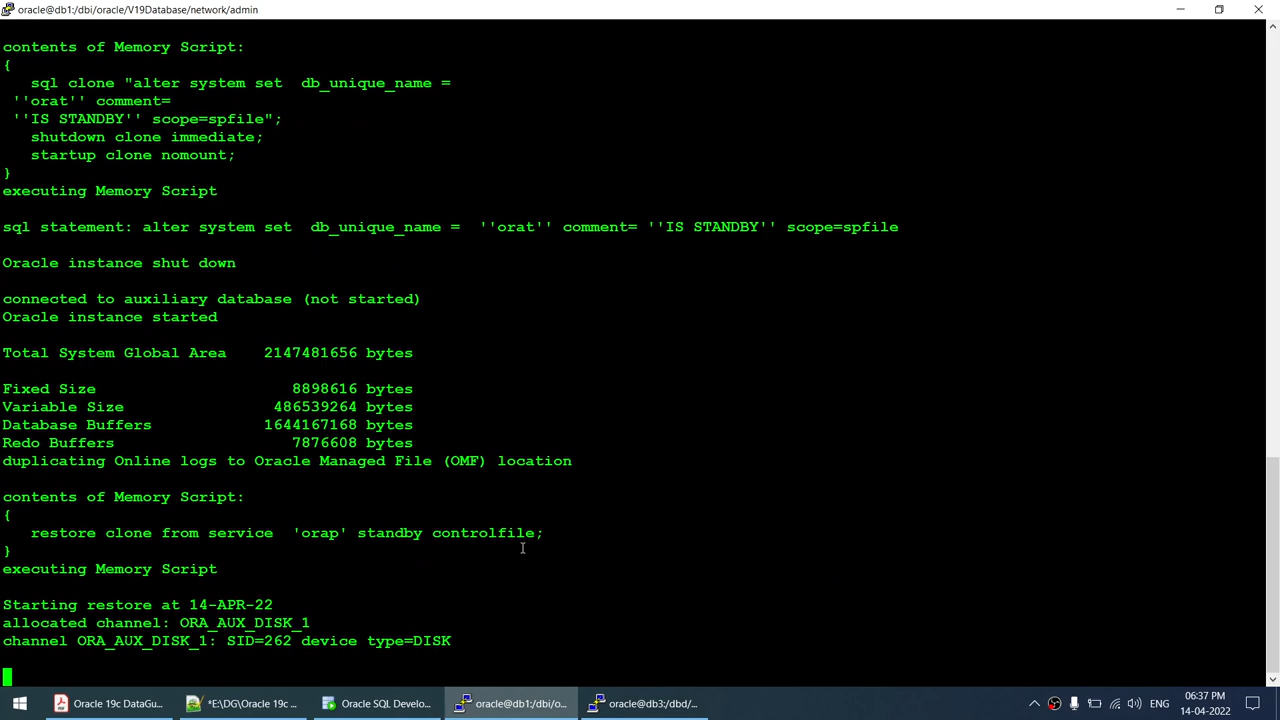 oracle@db1:/dbi/oracle/V19Database/network/admin
contents of Memory Script:
{
   sql clone "alter system set  db_unique_name =
 ''orat'' comment=
 ''IS STANDBY'' scope=spfile";
   shutdown clone immediate;
   startup clone nomount;
}
executing Memory Script
sql statement: alter system set  db_unique_name =  ''orat'' comment= ''IS STANDBY'' scope=spfile
Oracle instance shut down
connected to auxiliary database (not started)
Oracle instance started
Total System Global Area    2147481656 bytes
Fixed Size                     8898616 bytes
Variable Size                486539264 bytes
Database Buffers            1644167168 bytes
Redo Buffers                   7876608 bytes
duplicating Online logs to Oracle Managed File (OMF) location
contents of Memory Script:
{
   restore clone from service  'orap' standby controlfile;
}
executing Memory Script
Starting restore at 14-APR-22
allocated channel: ORA_AUX_DISK_1
channel ORA_AUX_DISK_1: SID=262 device type=DISK
Oracle 19c DataGu...
*E:\DG\Oracle 19c ...
Oracle SQL Develo...
oracle@db1:/dbi/o...
oracle@db3:/dbd/...
ENG
06:37 PM
14-04-2022